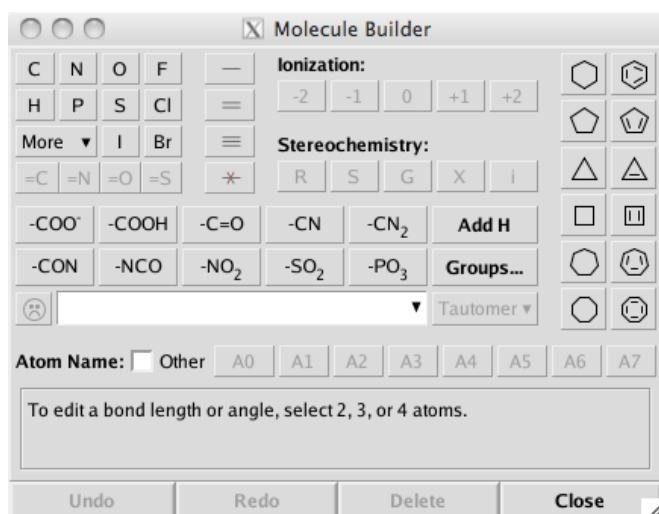 Molecule Builder
C N O F Ionization:
-2 -1 0 +1 +2
H P S Cl
More ▼ I Br Stereochemistry:
=C =N =O =S R S G X i
-COO⁻ -COOH -C=O -CN -CN₂ Add H
-CON -NCO -NO₂ -SO₂ -PO₃ Groups...
Tautomer ▼
Atom Name: Other A0 A1 A2 A3 A4 A5 A6 A7
To edit a bond length or angle, select 2, 3, or 4 atoms.
Undo Redo Delete Close